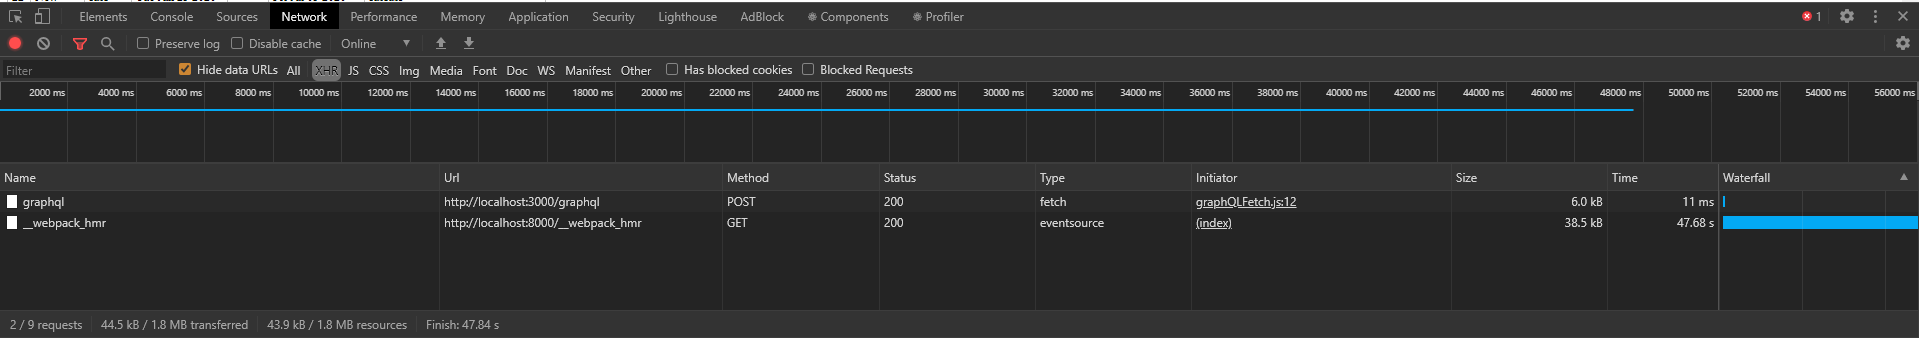 Elements Console Sources Network Performance Memory Application Security Lighthouse AdBlock Components Profiler 1
Preserve log Disable cache Online
Filter Hide data URLs All XHR JS CSS Img Media Font Doc WS Manifest Other Has blocked cookies Blocked Requests
2000 ms 4000 ms 6000 ms 8000 ms 10000 ms 12000 ms 14000 ms 16000 ms 18000 ms 20000 ms 22000 ms 24000 ms 26000 ms 28000 ms 30000 ms 32000 ms 34000 ms 36000 ms 38000 ms 40000 ms 42000 ms 44000 ms 46000 ms 48000 ms 50000 ms 52000 ms 54000 ms 56000 ms
Name Url Method Status Type Initiator Size Time Waterfall
graphql http://localhost:3000/graphql POST 200 fetch graphQLFetch.js:12 6.0 kB 11 ms
__webpack_hmr http://localhost:8000/__webpack_hmr GET 200 eventsource (index) 38.5 kB 47.68 s
2 / 9 requests 44.5 kB / 1.8 MB transferred 43.9 kB / 1.8 MB resources Finish: 47.84 s